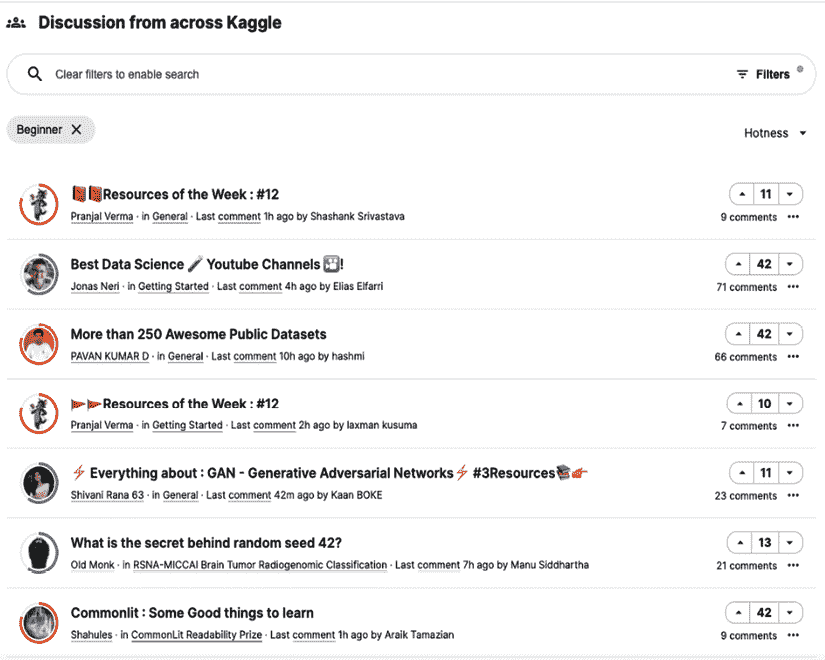 Discussion from across Kaggle
Clear filters to enable search
Filters
Beginner
Hotness
Resources of the Week : #12
11
Pranjal Verma · in General · Last comment 1h ago by Shashank Srivastava
9 comments
Best Data Science Youtube Channels !
42
Jonas Neri · in Getting Started · Last comment 4h ago by Elias Elfarri
71 comments
More than 250 Awesome Public Datasets
42
PAVAN KUMAR D · in General · Last comment 10h ago by hashmi
66 comments
Resources of the Week : #12
10
Pranjal Verma · in Getting Started · Last comment 2h ago by laxman kusuma
7 comments
Everything about : GAN - Generative Adversarial Networks #3Resources
11
Shivani Rana 63 · in General · Last comment 42m ago by Kaan BOKE
23 comments
What is the secret behind random seed 42?
13
Old Monk · in RSNA-MICCAI Brain Tumor Radiogenomic Classification · Last comment 7h ago by Manu Siddhartha
21 comments
Commonlit : Some Good things to learn
42
Shahules · in CommonLit Readability Prize · Last comment 1h ago by Araik Tamazian
9 comments